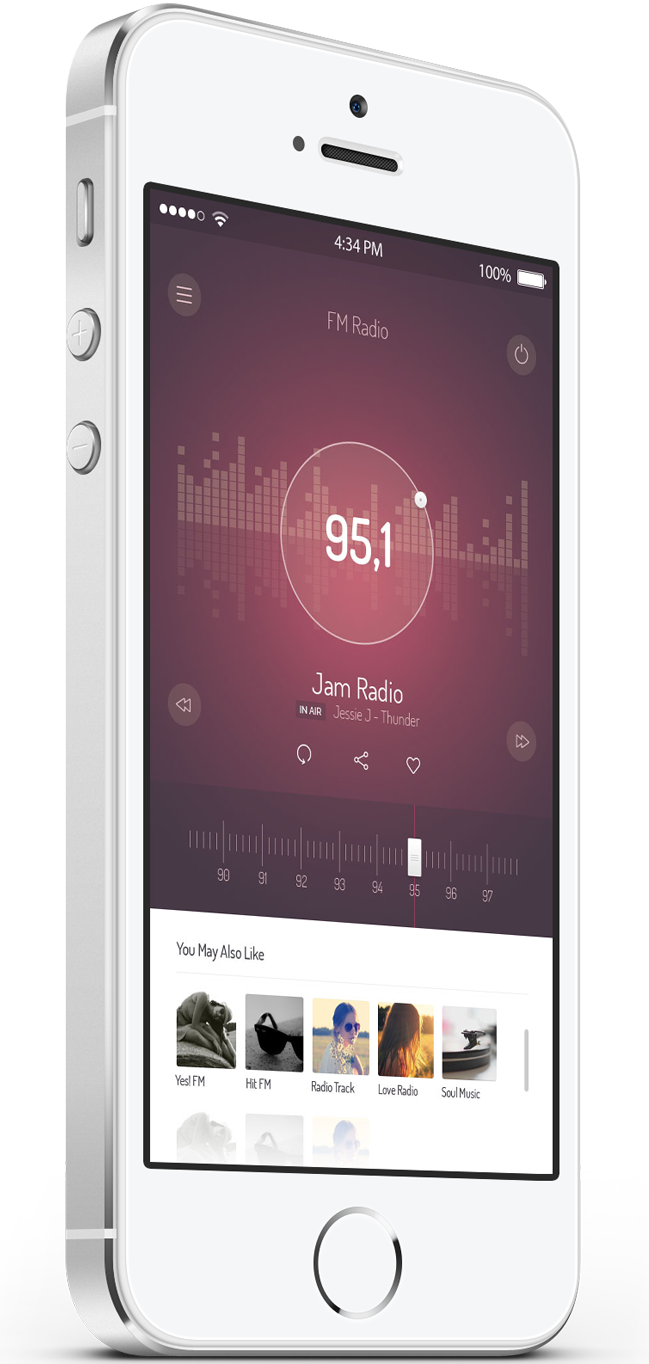 4:34 PM
100%
FM Radio
95,1
Jam Radio
IN AIR Jessie J - Thunder
90 91 92 93 94 95 96 97
You May Also Like
Yes! FM Hit FM Radio Track Love Radio Soul Music